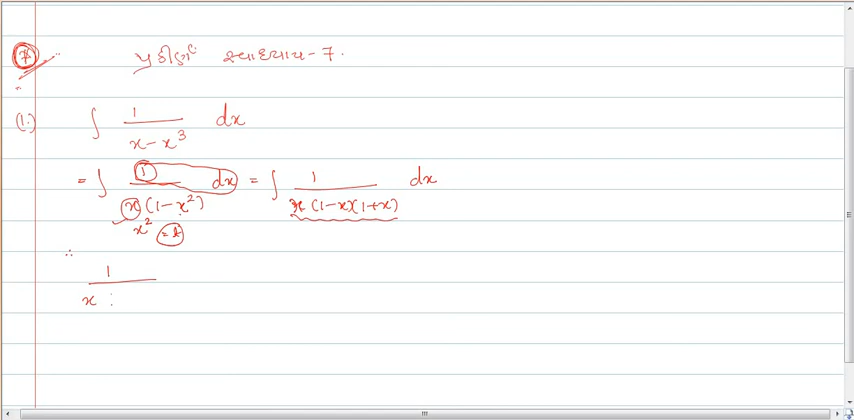 7 પ્રકીર્ણ સ્વાધ્યાય - 7.
(1.) ∫ 1/(x - x³) dx
= ∫ 1/(x(1 - x²)) dx = ∫ 1/(x(1-x)(1+x)) dx
x² = t
∴
1/x